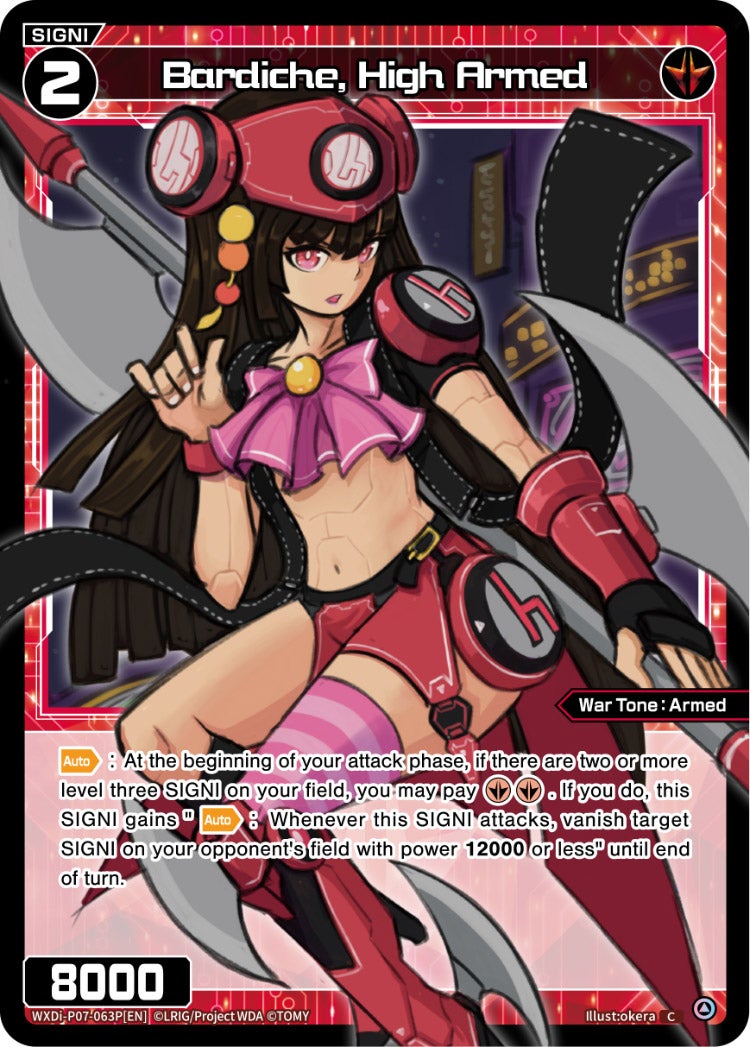 SIGNI
2
Bardiche, High Armed
War Tone : Armed
Auto : At the beginning of your attack phase, if there are two or more
level three SIGNI on your field, you may pay . If you do, this
SIGNI gains " Auto : Whenever this SIGNI attacks, vanish target
SIGNI on your opponent's field with power 12000 or less" until end
of turn.
8000
WXDi-P07-063P[EN] ©LRIG/Project WDA ©TOMY
Illust:okera C